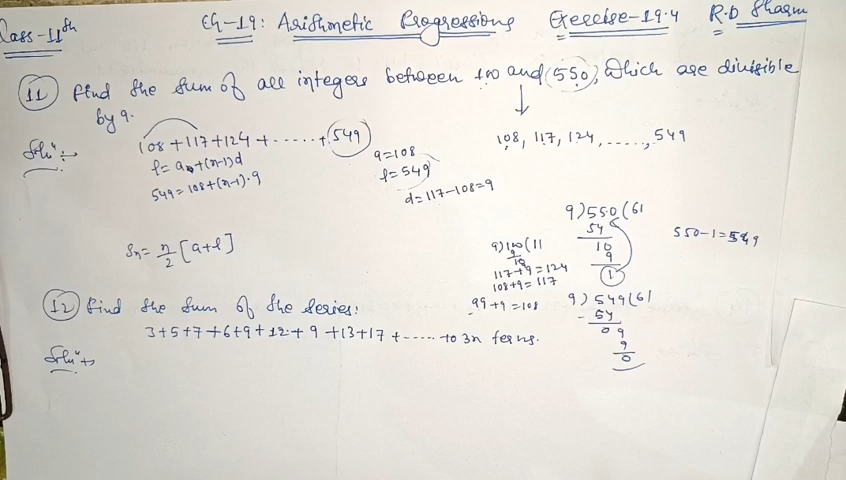 Class-11th Ch-19: Arithmetic Progressions Exercise-19.4 R.D Sharm
11 Find the sum of all integers between 100 and 550, which are divisible
by 9.
Soluⁿ:- 108+117+124+......+549
l=aₙ+(n-1)d
549=108+(n-1).9
a=108
l=549
d=117-108=9
108, 117, 124, ......, 549
Sn= n/2 [a+l]
9)100(11
9
10
117+9=124
108+9=117
99+9=108
9)550(61
54
10
9
1
550-1=549
9)549(61
-54
09
9
0
12 Find the sum of the series:
3+5+7+6+9+12+9+13+17+.....to 3n terms.
Soluⁿ→